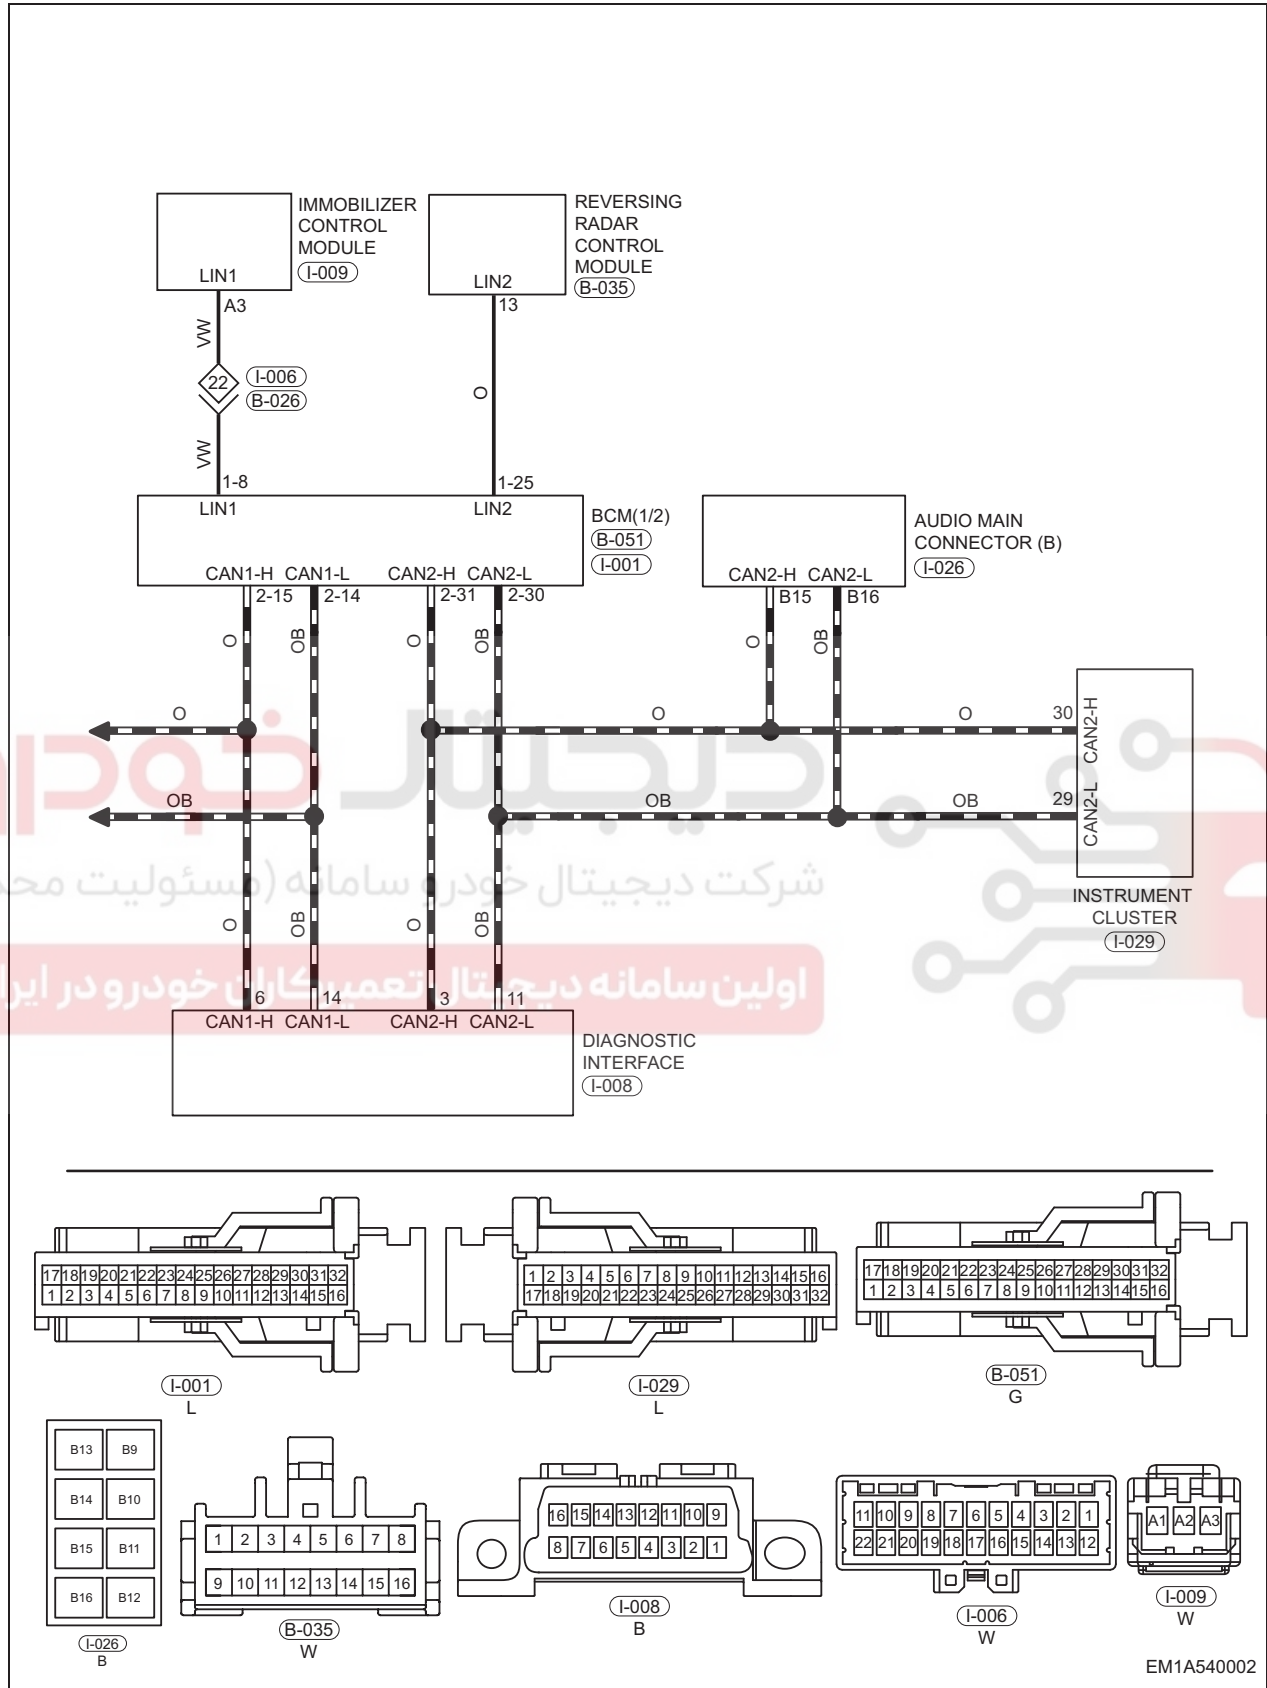 IMMOBILIZER
CONTROL
MODULE
I-009
LIN1
A3
VW
22
I-006
B-026
VW
1-8
REVERSING
RADAR
CONTROL
MODULE
B-035
LIN2
13
O
1-25
LIN1
LIN2
BCM(1/2)
B-051
I-001
CAN1-H CAN1-L CAN2-H CAN2-L
2-15 2-14 2-31 2-30
AUDIO MAIN
CONNECTOR (B)
I-026
CAN2-H CAN2-L
B15 B16
O OB O OB O OB
O O O 30 CAN2-H
OB OB OB 29 CAN2-L
دیجیتال خودرو
شرکت دیجیتال خودرو سامانه (مسئولیت
INSTRUMENT
CLUSTER
I-029
O OB O OB
اولین سامانه دیجیتال تعمیرکاران خودرو در
6 14 3 11
CAN1-H CAN1-L CAN2-H CAN2-L
DIAGNOSTIC
INTERFACE
I-008
17 18 19 20 21 22 23 24 25 26 27 28 29 30 31 32
1 2 3 4 5 6 7 8 9 10 11 12 13 14 15 16
I-001
L
1 2 3 4 5 6 7 8 9 10 11 12 13 14 15 16
17 18 19 20 21 22 23 24 25 26 27 28 29 30 31 32
I-029
L
17 18 19 20 21 22 23 24 25 26 27 28 29 30 31 32
1 2 3 4 5 6 7 8 9 10 11 12 13 14 15 16
B-051
G
B13 B9
B14 B10
B15 B11
B16 B12
I-026
B
1 2 3 4 5 6 7 8
9 10 11 12 13 14 15 16
B-035
W
16 15 14 13 12 11 10 9
8 7 6 5 4 3 2 1
I-008
B
11 10 9 8 7 6 5 4 3 2 1
22 21 20 19 18 17 16 15 14 13 12
I-006
W
A1 A2 A3
I-009
W
EM1A540002